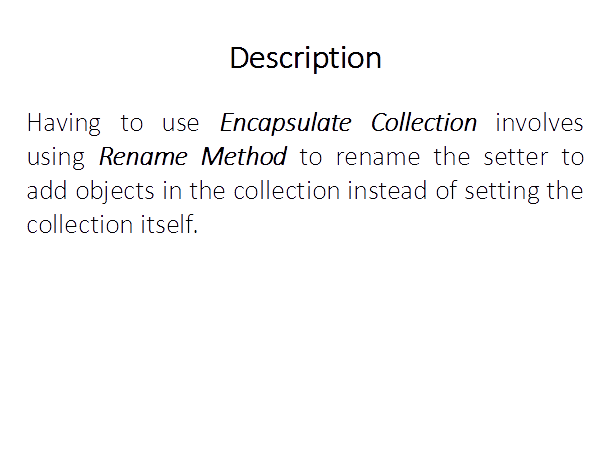 Description
Having to use Encapsulate Collection involves
using Rename Method to rename the setter to
add objects in the collection instead of setting the
collection itself.